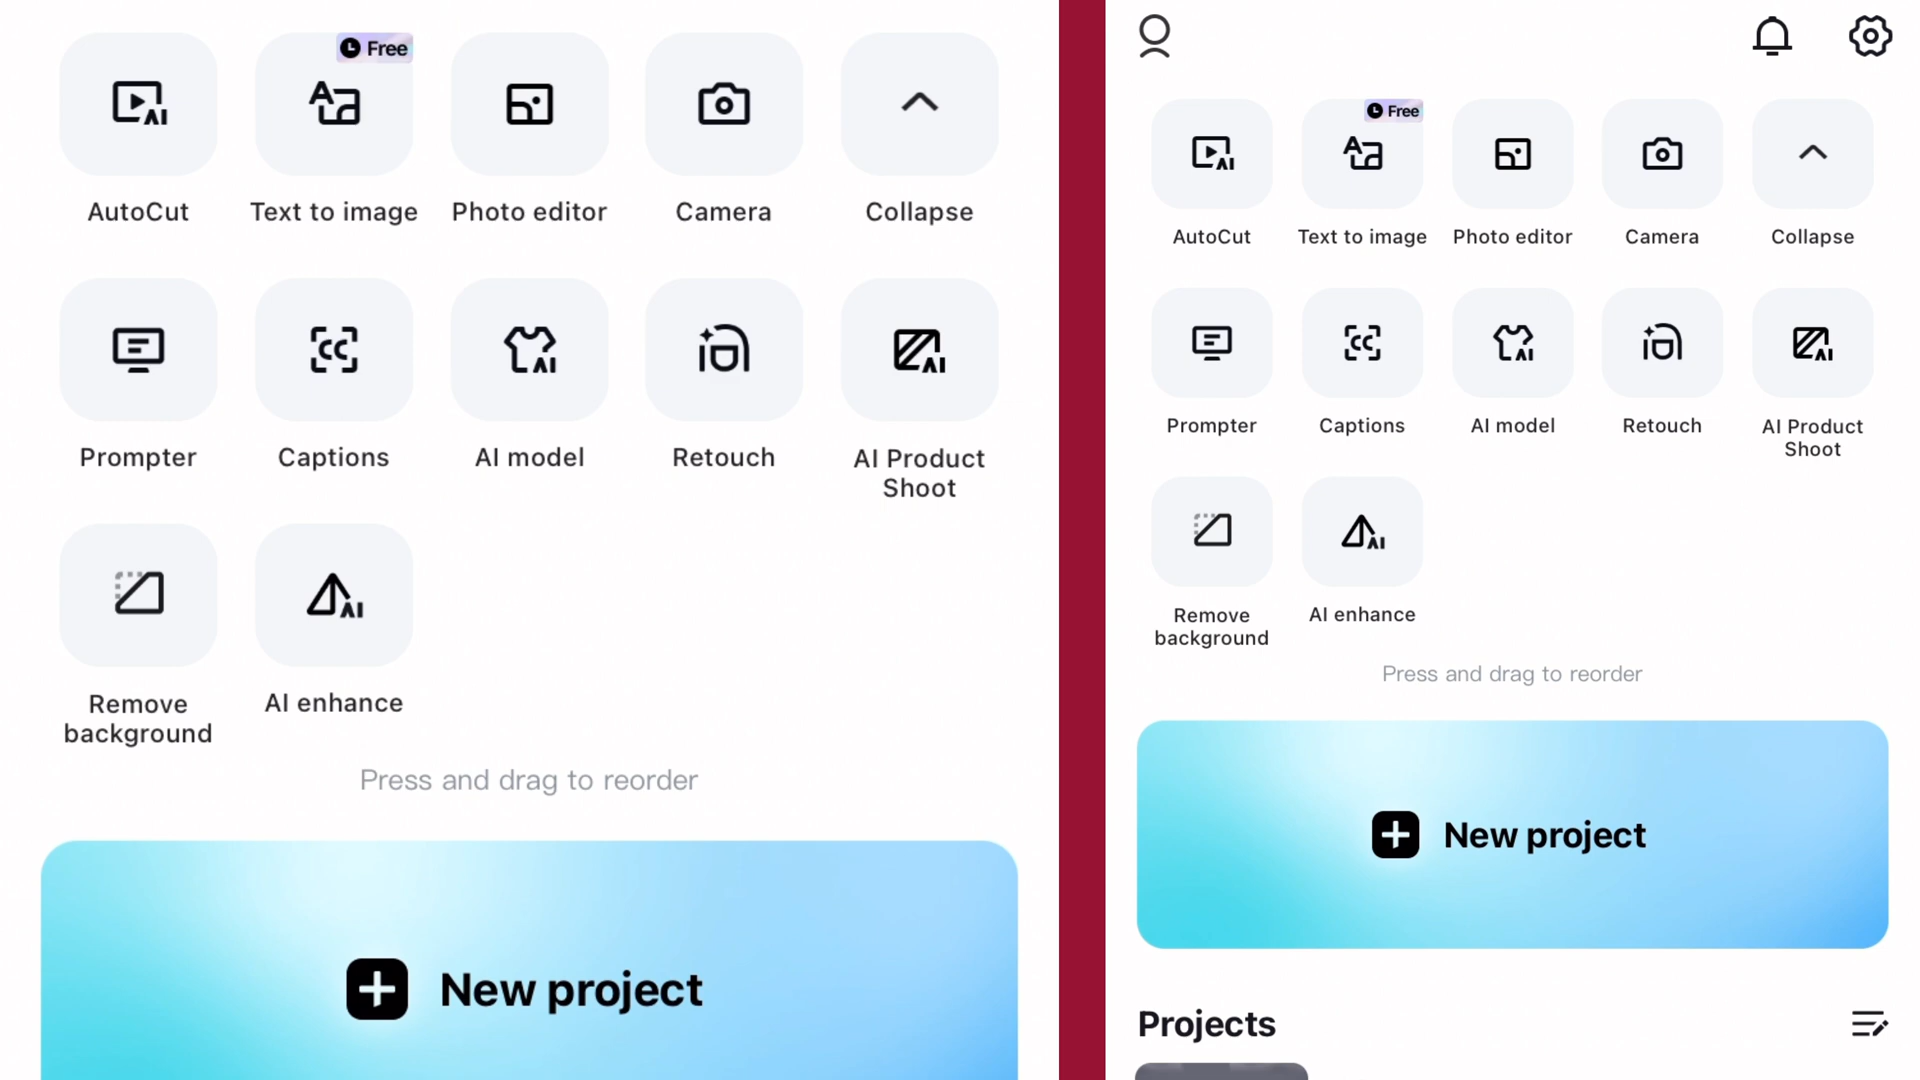 Free
AutoCut
Text to image
Photo editor
Camera
Collapse
Prompter
Captions
AI model
Retouch
AI Product
Shoot
Remove
background
AI enhance
Press and drag to reorder
New project
Free
AutoCut
Text to image
Photo editor
Camera
Collapse
Prompter
Captions
AI model
Retouch
AI Product
Shoot
Remove
background
AI enhance
Press and drag to reorder
New project
Projects